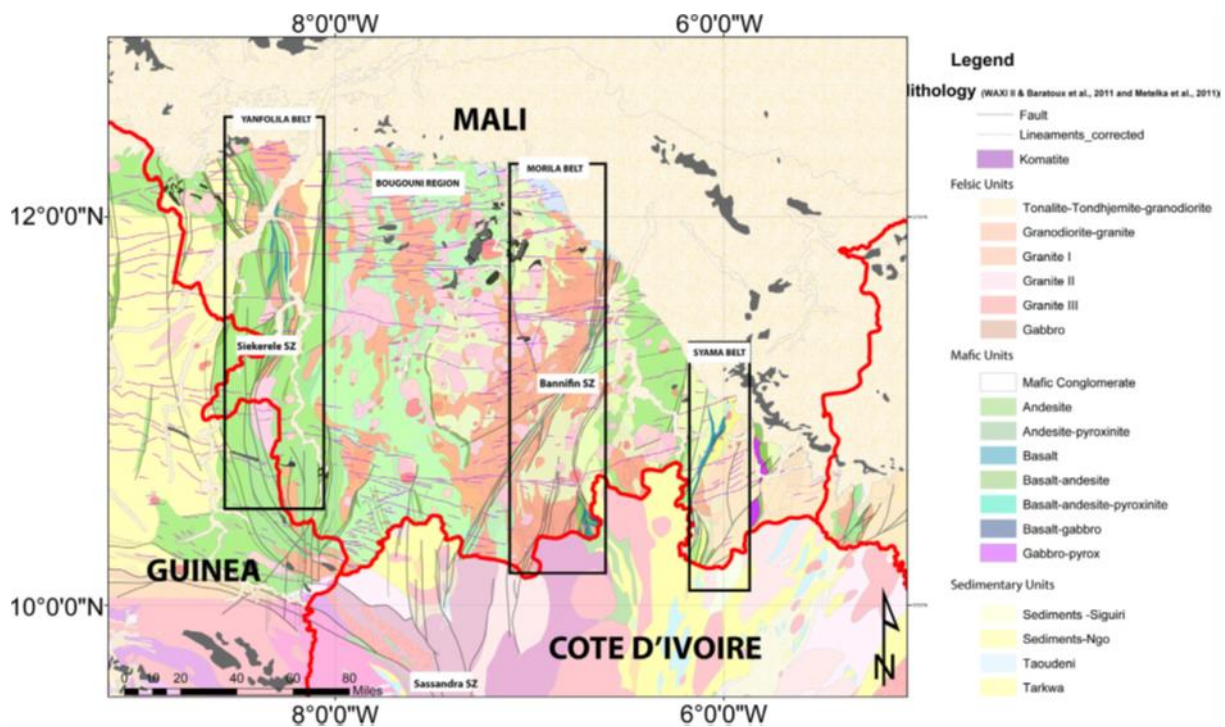 8°0'0"W 6°0'0"W
YANFOLILA BELT
MALI
MORILA BELT
BOUGOUNI REGION
12°0'0"N 12°0'0"N
Siekerele SZ
SYAMA BELT
Bannifin SZ
GUINEA
10°0'0"N
COTE D'IVOIRE
N
Sassandra SZ
0 10 20 40 60 80
Miles
8°0'0"W 6°0'0"W
Legend
lithology (WAXI II & Baratoux et al., 2011 and Metelka et al., 2011)
Fault
Lineaments_corrected
Komatite
Felsic Units
Tonalite-Tondhjemite-granodiorite
Granodiorite-granite
Granite I
Granite II
Granite III
Gabbro
Mafic Units
Mafic Conglomerate
Andesite
Andesite-pyroxinite
Basalt
Basalt-andesite
Basalt-andesite-pyroxinite
Basalt-gabbro
Gabbro-pyrox
Sedimentary Units
Sediments -Siguiri
Sediments-Ngo
Taoudeni
Tarkwa